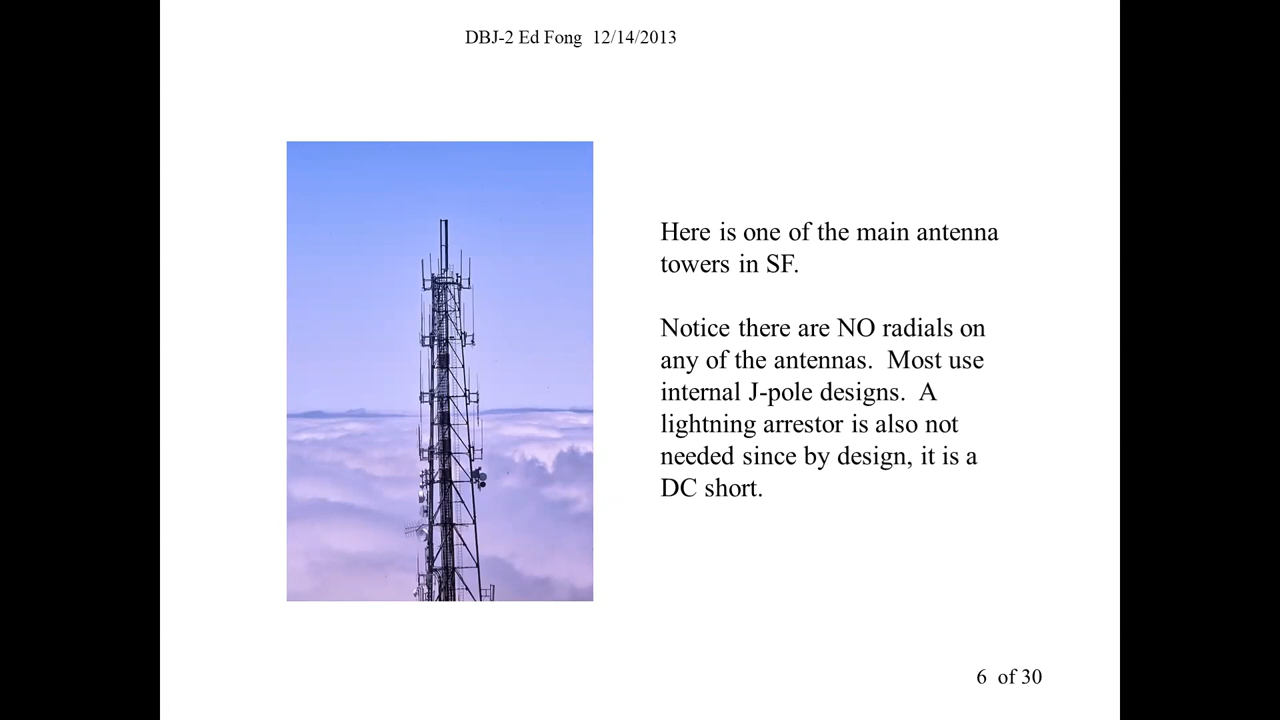 DBJ-2 Ed Fong 12/14/2013
Here is one of the main antenna
towers in SF.
Notice there are NO radials on
any of the antennas. Most use
internal J-pole designs. A
lightning arrestor is also not
needed since by design, it is a
DC short.
6 of 30